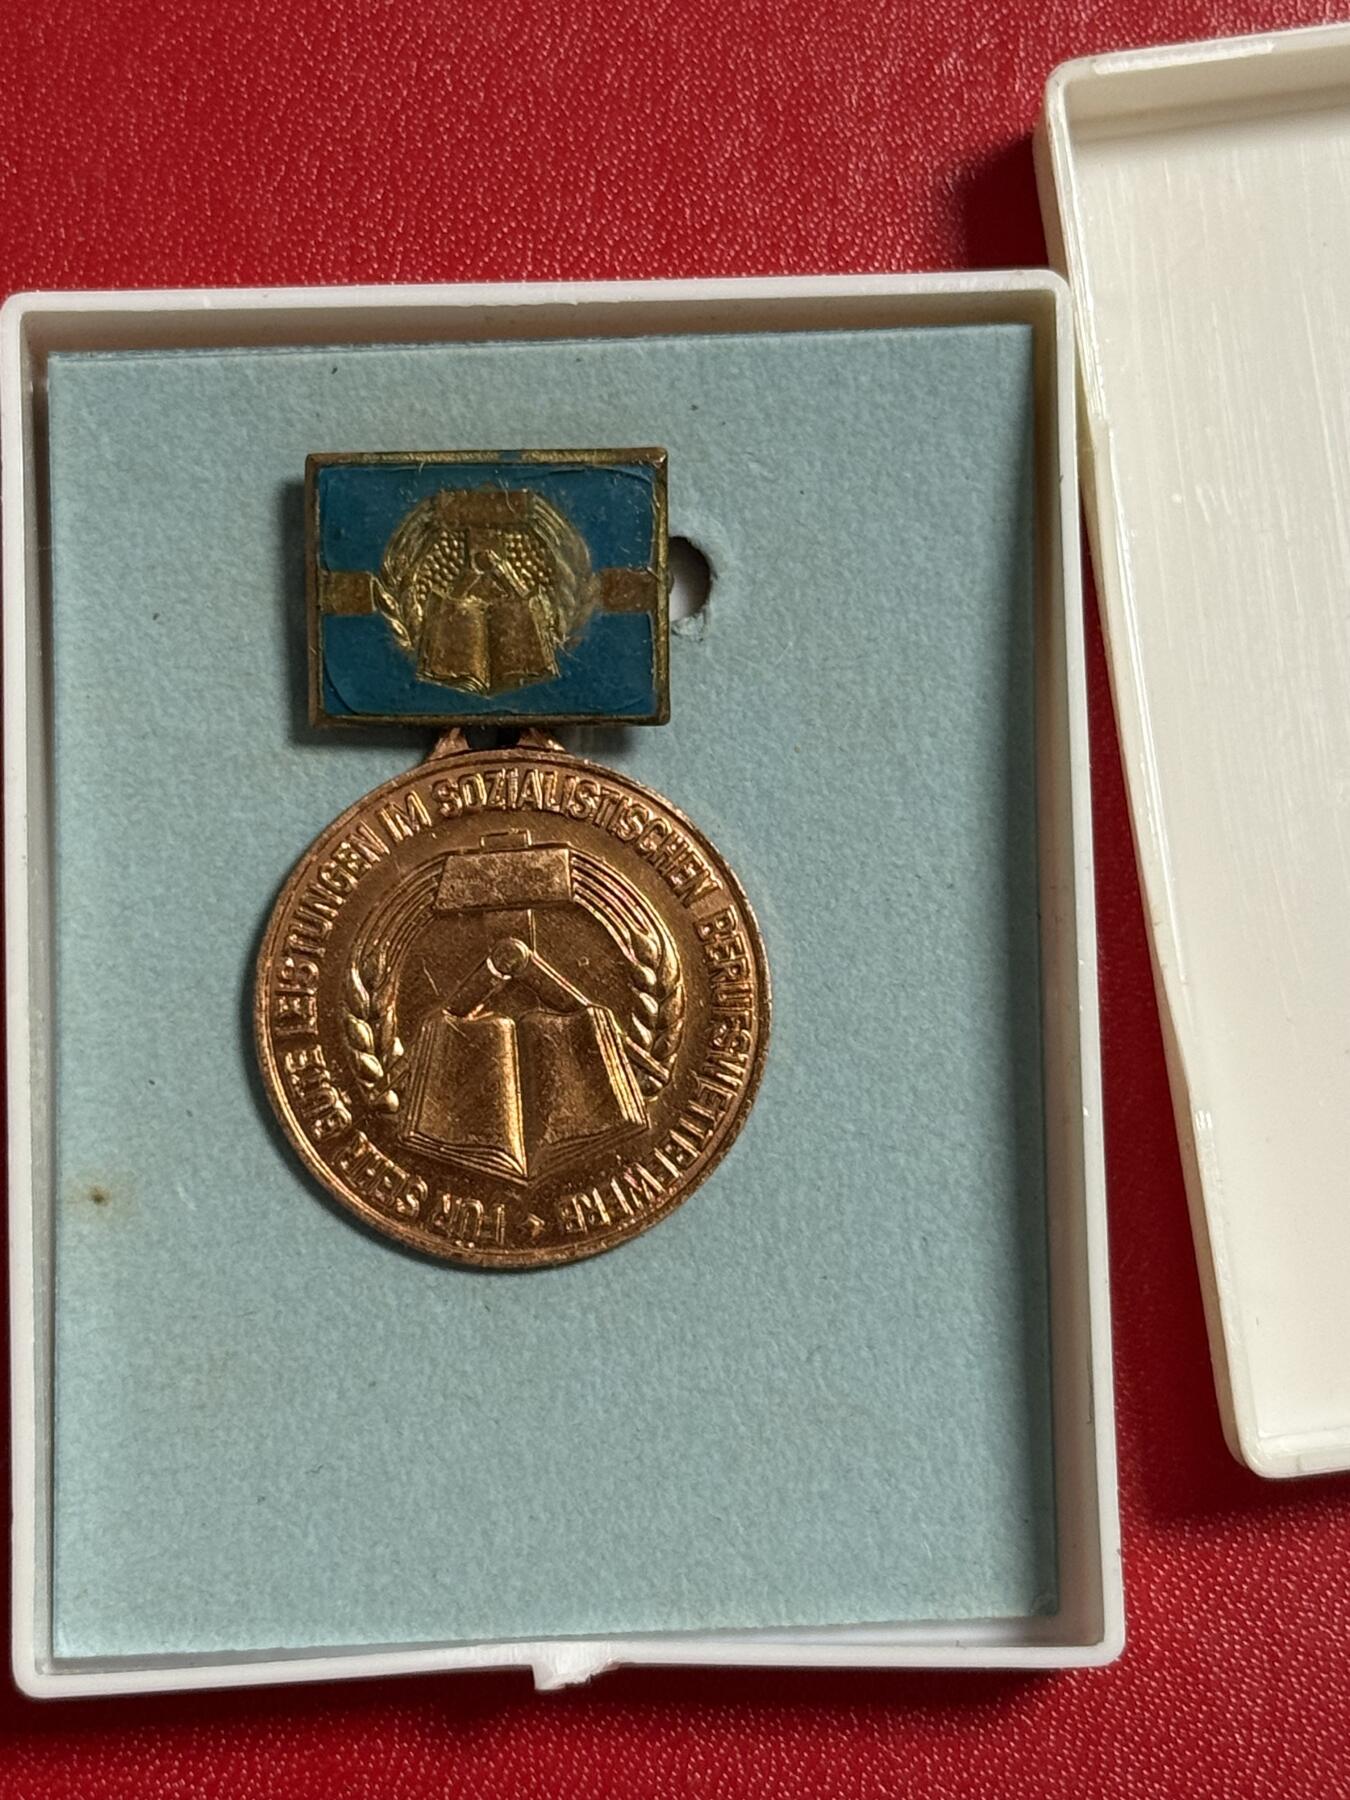 FÜR SEHR GUTE LEISTUNGEN IM SOZIALISTISCHEN BERUFSWETTBEWERB